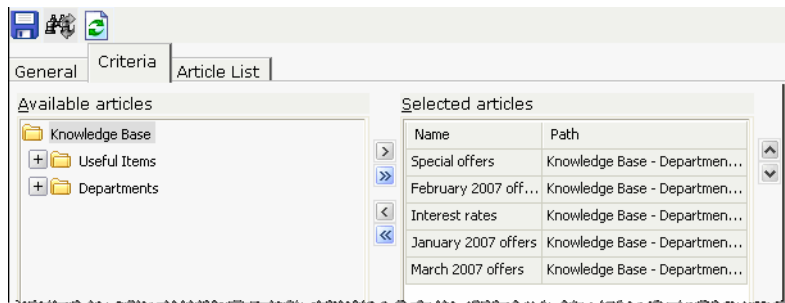 General Criteria Article List
Available articles
Selected articles
Knowledge Base
Useful Items
Departments
Name Path
Special offers Knowledge Base - Departmen...
February 2007 off... Knowledge Base - Departmen...
Interest rates Knowledge Base - Departmen...
January 2007 offers Knowledge Base - Departmen...
March 2007 offers Knowledge Base - Departmen...